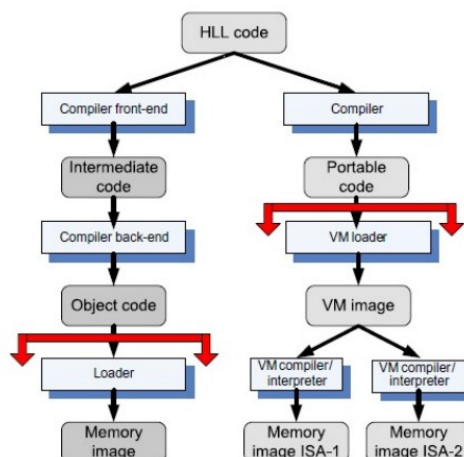 HLL code
Compiler front-end
Compiler
Intermediate
code
Portable
code
Compiler back-end
VM loader
Object code
VM image
Loader
VM compiler/
interpreter
VM compiler/
interpreter
Memory
image
Memory
image ISA-1
Memory
image ISA-2